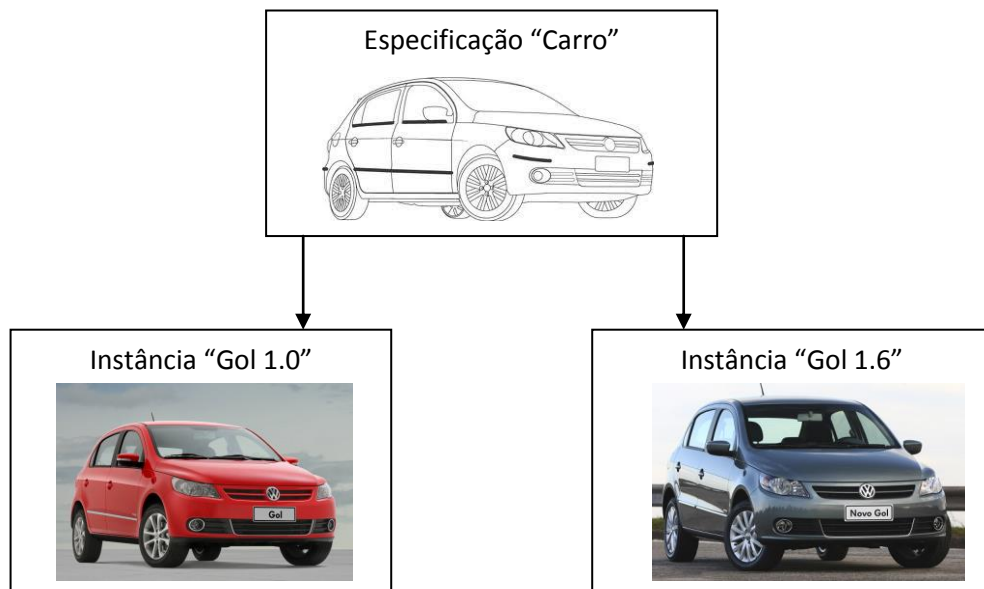 Especificação “Carro”
Instância “Gol 1.0”
Instância “Gol 1.6”
Gol
Novo Gol